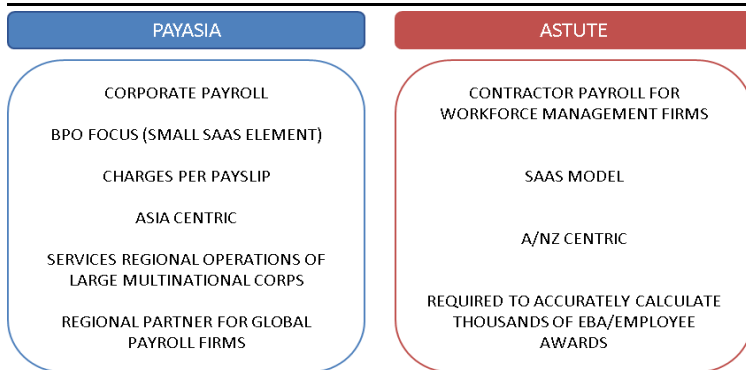 PAYASIA
CORPORATE PAYROLL
BPO FOCUS (SMALL SAAS ELEMENT)
CHARGES PER PAYSLIP
ASIA CENTRIC
SERVICES REGIONAL OPERATIONS OF
LARGE MULTINATIONAL CORPS
REGIONAL PARTNER FOR GLOBAL
PAYROLL FIRMS
ASTUTE
CONTRACTOR PAYROLL FOR
WORKFORCE MANAGEMENT FIRMS
SAAS MODEL
A/NZ CENTRIC
REQUIRED TO ACCURATELY CALCULATE
THOUSANDS OF EBA/EMPLOYEE
AWARDS